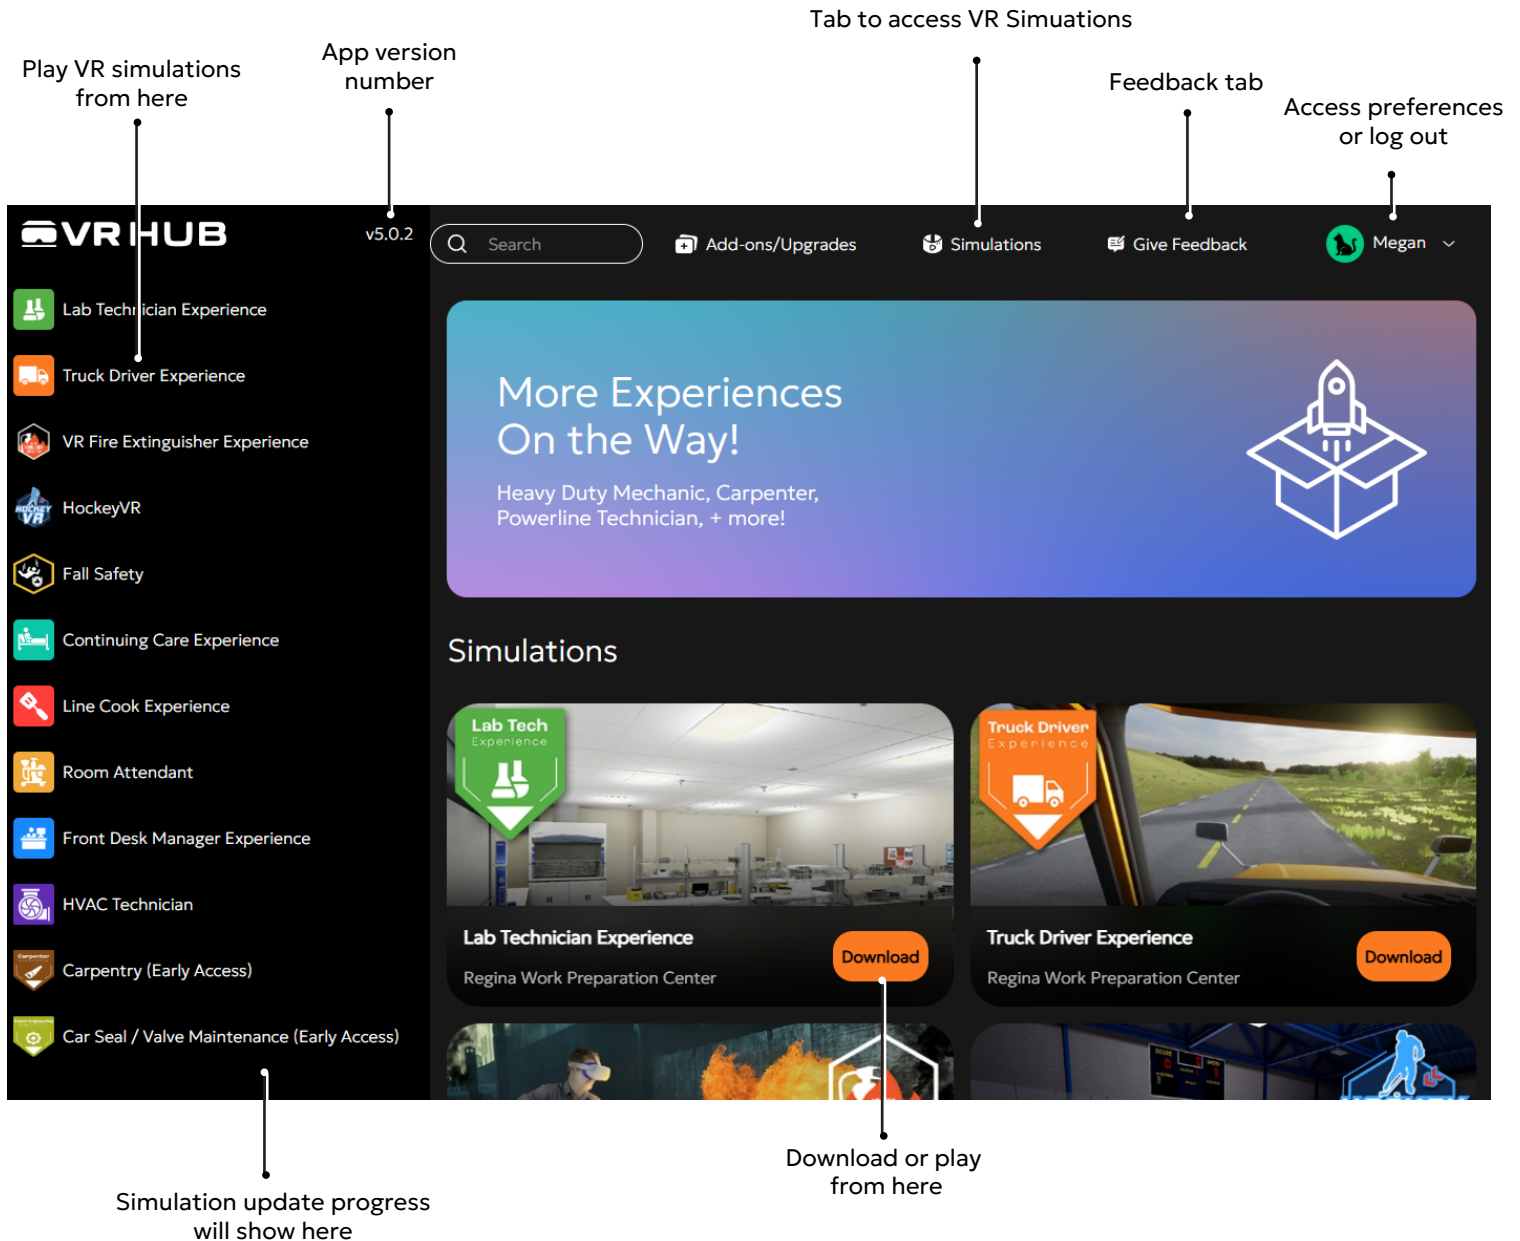 Tab to access VR Simuations
App version
number
Play VR simulations
from here
Feedback tab
Access preferences
or log out
VR HUB
v5.0.2
Search
Add-ons/Upgrades
Simulations
Give Feedback
Megan
Lab Technician Experience
Truck Driver Experience
VR Fire Extinguisher Experience
HOCKEY
VR
HockeyVR
Fall Safety
Continuing Care Experience
Line Cook Experience
Room Attendant
Front Desk Manager Experience
HVAC Technician
Carpenter
Carpentry (Early Access)
Car Seal / Valve Maintenance (Early Access)
More Experiences
On the Way!
Heavy Duty Mechanic, Carpenter,
Powerline Technician, + more!
Simulations
Lab Tech
Experience
Truck Driver
Experience
Lab Technician Experience
Regina Work Preparation Center
Download
Truck Driver Experience
Regina Work Preparation Center
Download
SCORE
SHOTS
HOCKEY
Download or play
from here
Simulation update progress
will show here